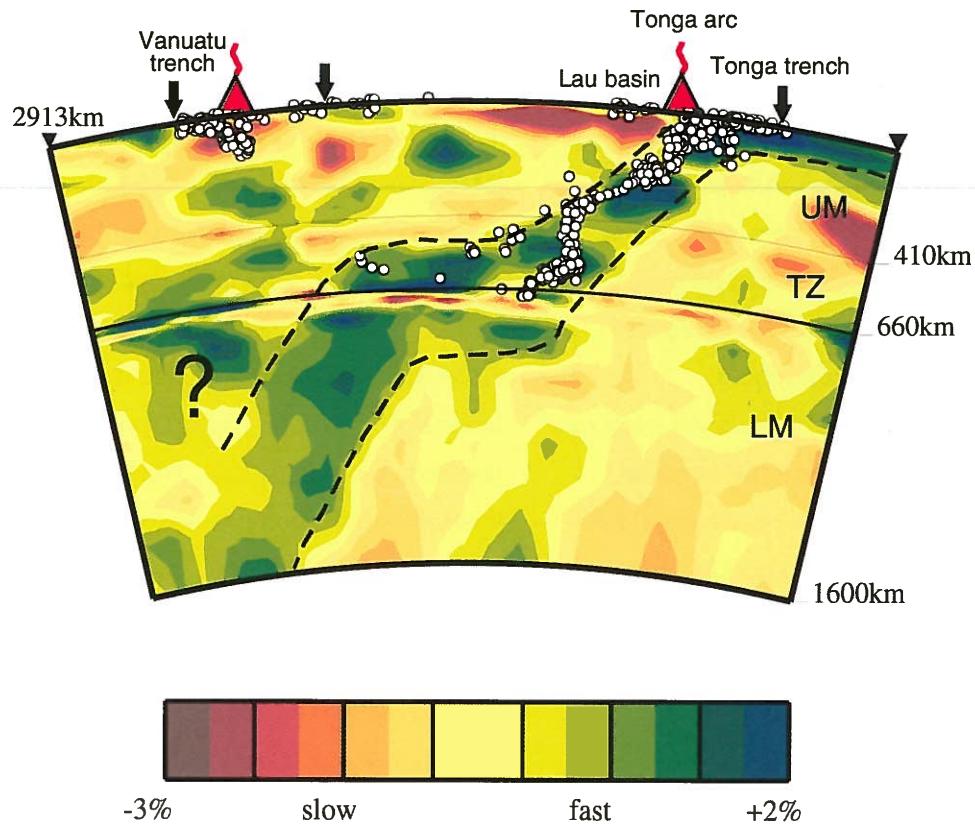 Tonga arc
Vanuatu
trench
Lau basin
Tonga trench
2913km
UM
410km
TZ
660km
?
LM
1600km
-3%
slow
fast
+2%